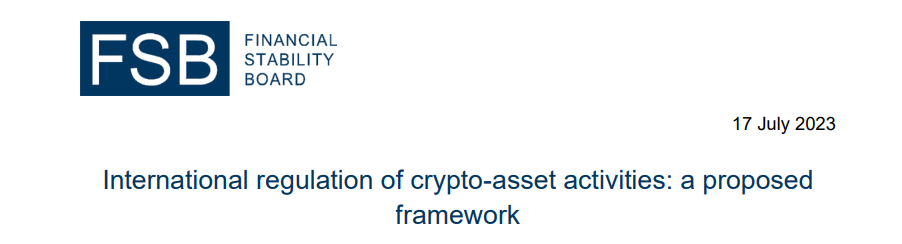 FSB
FINANCIAL
STABILITY
BOARD
17 July 2023
International regulation of crypto-asset activities: a proposed
framework